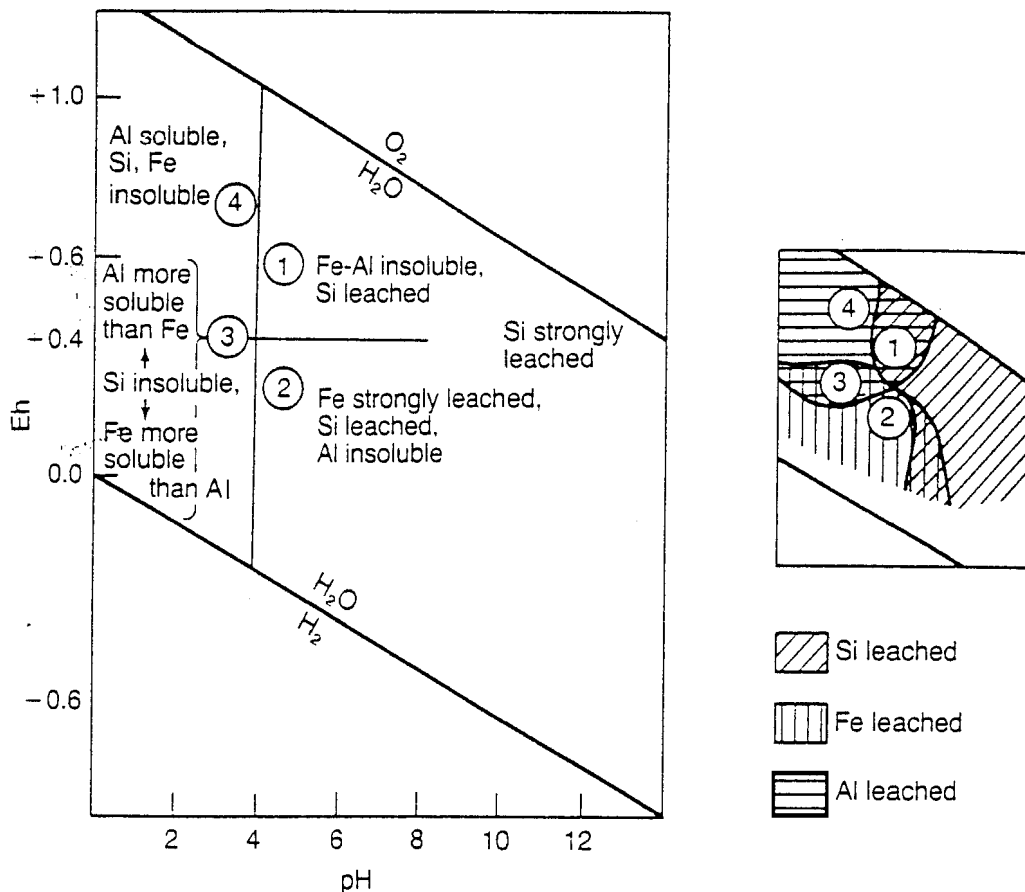 Eh
+1.0
+0.6
+0.4
0.0
−0.6
Al soluble,
Si, Fe
insoluble
4
O2
H2O
1
Fe-Al insoluble,
Si leached
Al more
soluble
than Fe
3
Si insoluble,
Fe more
soluble
than Al
Si strongly
leached
2
Fe strongly leached,
Si leached,
Al insoluble
H2O
H2
2
4
6
8
10
12
pH
4
1
3
2
Si leached
Fe leached
Al leached